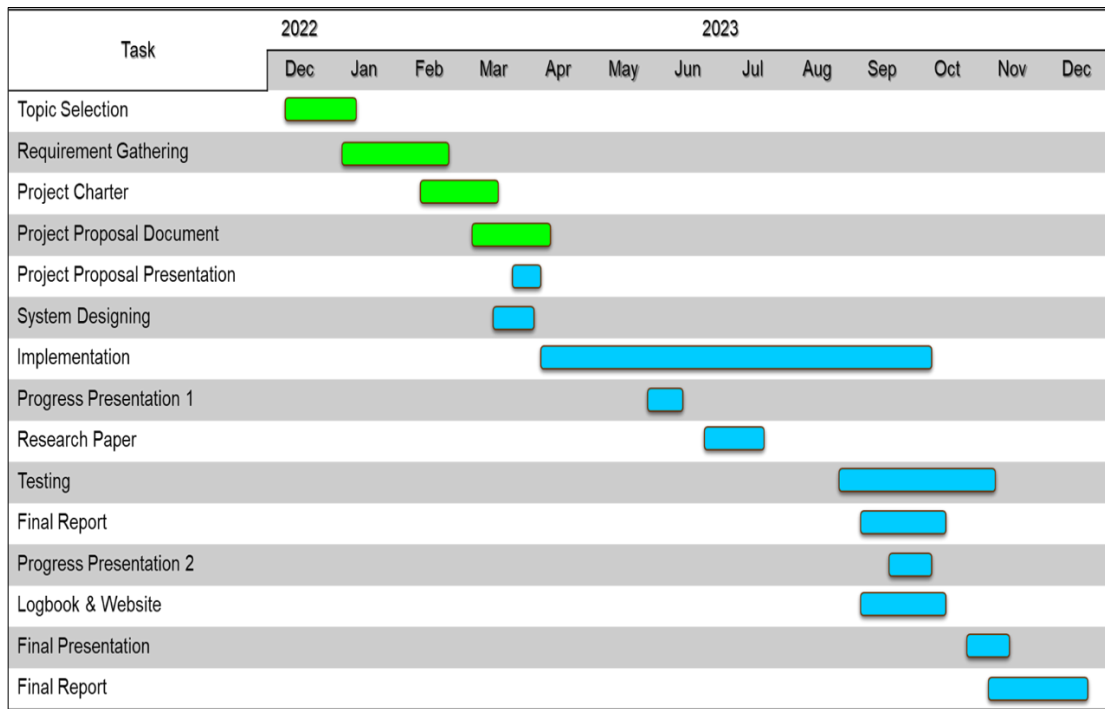 Task
2022 2023
Dec Jan Feb Mar Apr May Jun Jul Aug Sep Oct Nov Dec
Topic Selection
Requirement Gathering
Project Charter
Project Proposal Document
Project Proposal Presentation
System Designing
Implementation
Progress Presentation 1
Research Paper
Testing
Final Report
Progress Presentation 2
Logbook & Website
Final Presentation
Final Report